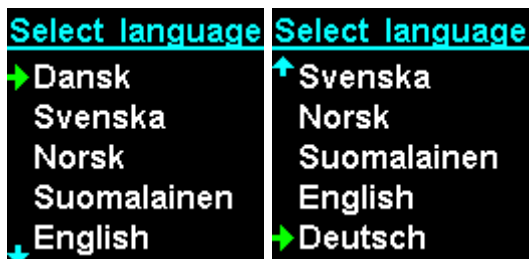 Select language
Dansk
Svenska
Norsk
Suomalainen
English
Select language
Svenska
Norsk
Suomalainen
English
Deutsch